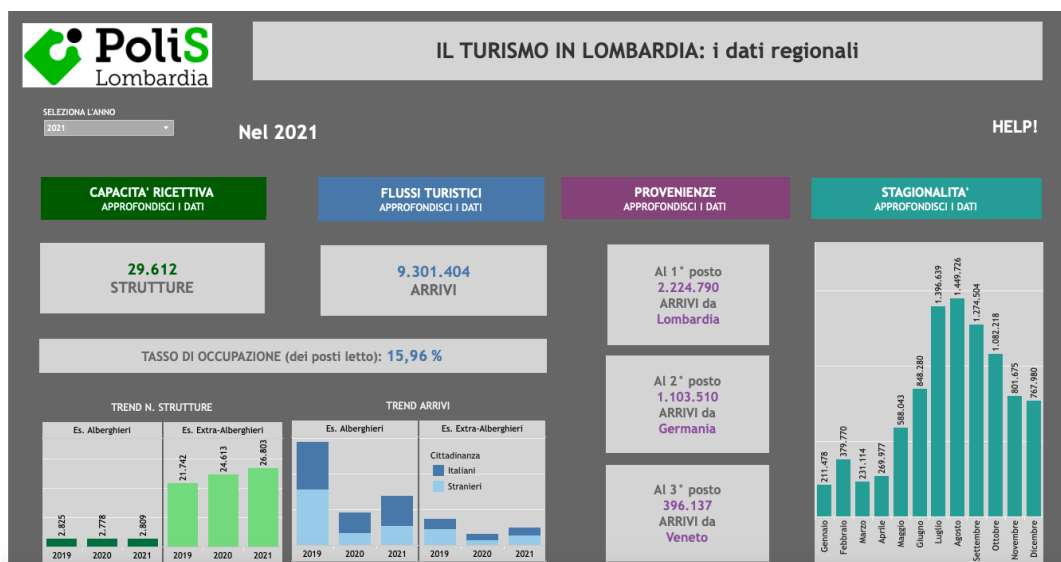 PoliS
Lombardia
IL TURISMO IN LOMBARDIA: i dati regionali
SELEZIONA L'ANNO
2021
Nel 2021
HELP!
CAPACITA' RICETTIVA
APPROFONDISCI I DATI
FLUSSI TURISTICI
APPROFONDISCI I DATI
PROVENIENZE
APPROFONDISCI I DATI
STAGIONALITA'
APPROFONDISCI I DATI
29.612
STRUTTURE
9.301.404
ARRIVI
TASSO DI OCCUPAZIONE (dei posti letto): 15,96 %
TREND N. STRUTTURE
Es. Alberghieri
Es. Extra-Alberghieri
2.825
2.778
2.809
21.742
24.613
26.803
2019
2020
2021
2019
2020
2021
TREND ARRIVI
Es. Alberghieri
Es. Extra-Alberghieri
Cittadinanza
Italiani
Stranieri
2019
2020
2021
2019
2020
2021
Al 1° posto
2.224.790
ARRIVI da
Lombardia
Al 2° posto
1.103.510
ARRIVI da
Germania
Al 3° posto
396.137
ARRIVI da
Veneto
211.478
379.770
231.114
269.977
588.043
848.280
1.396.639
1.449.726
1.274.504
1.082.218
801.675
767.980
Gennaio
Febbraio
Marzo
Aprile
Maggio
Giugno
Luglio
Agosto
Settembre
Ottobre
Novembre
Dicembre